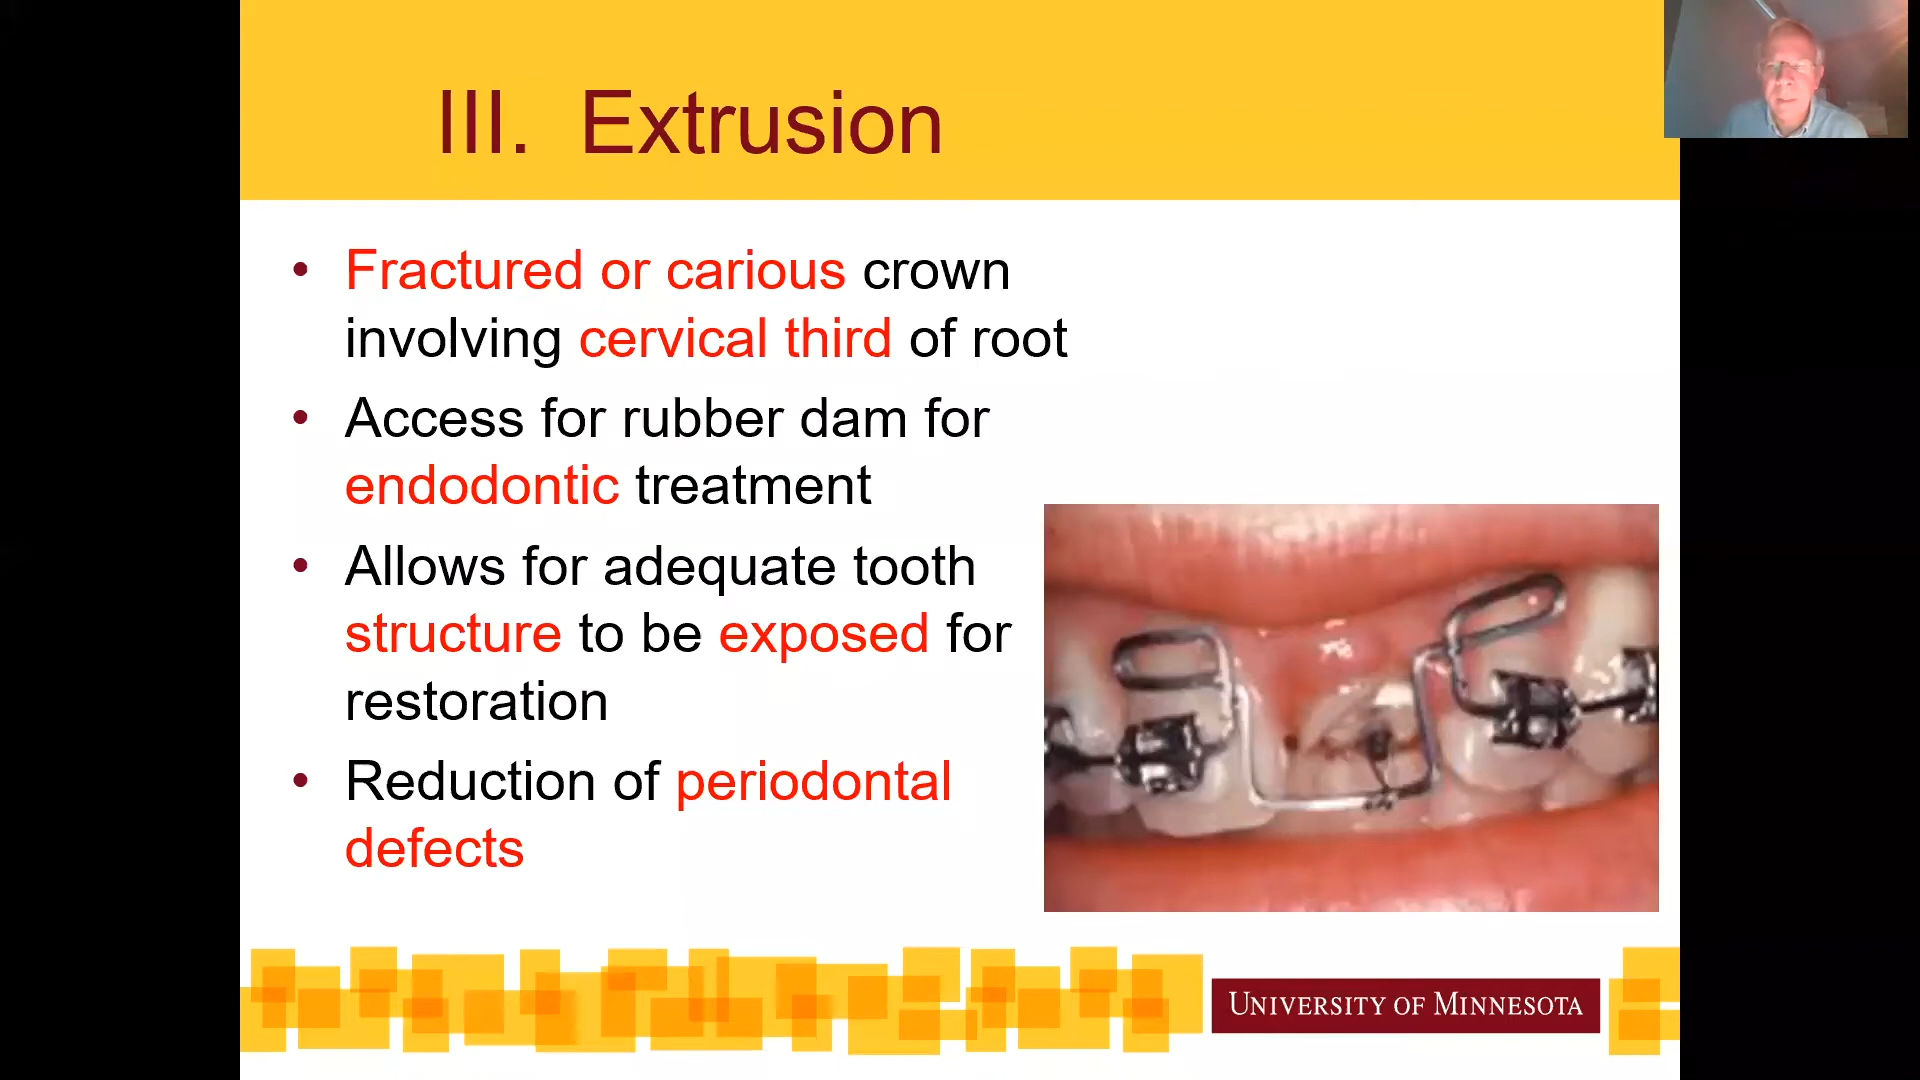 III. Extrusion
• Fractured or carious crown
involving cervical third of root
• Access for rubber dam for
endodontic treatment
• Allows for adequate tooth
structure to be exposed for
restoration
• Reduction of periodontal
defects
UNIVERSITY OF MINNESOTA